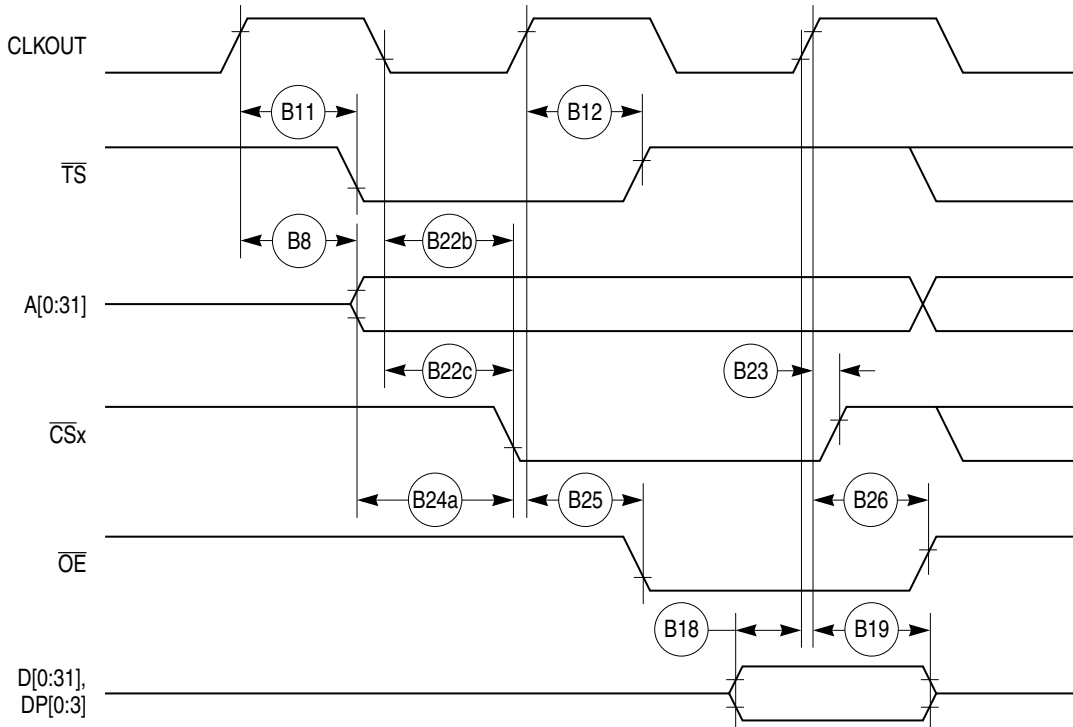 CLKOUT
B11
B12
TS
B8
B22b
A[0:31]
B22c
B23
CSx
B24a
B25
B26
OE
B18
B19
D[0:31],
DP[0:3]